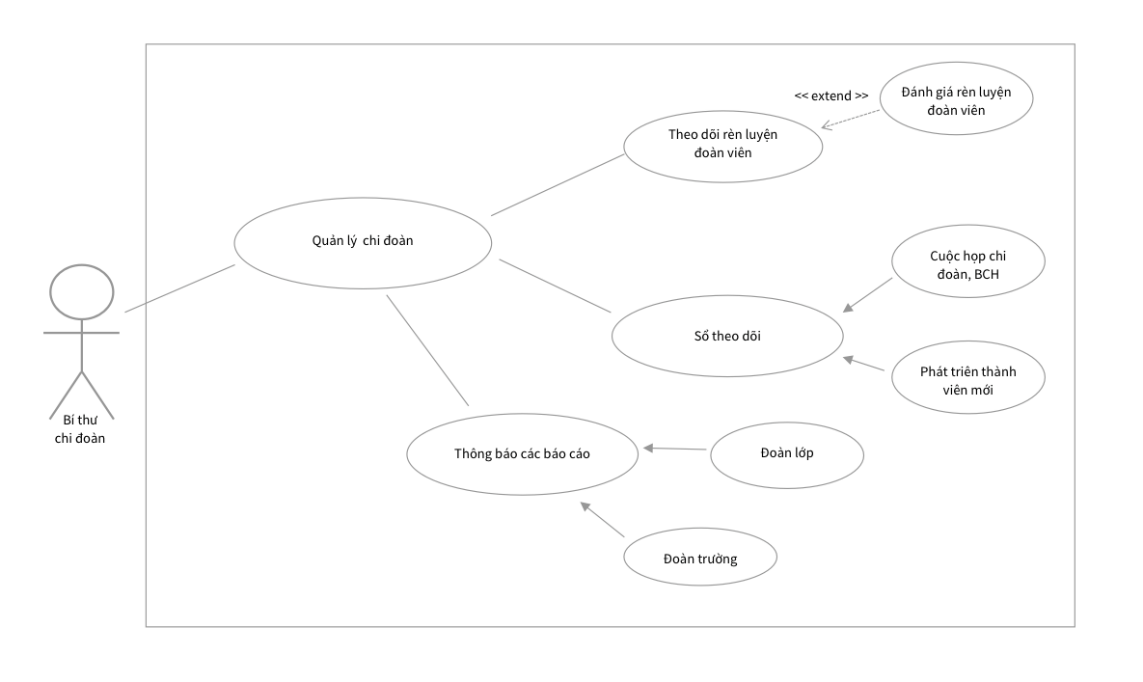 << extend >>
Đánh giá rèn luyện
đoàn viên
Theo dõi rèn luyện
đoàn viên
Quản lý chi đoàn
Cuộc họp chi
đoàn, BCH
Sổ theo dõi
Phát triên thành
viên mới
Bí thư
chi đoàn
Thông báo các báo cáo
Đoàn lớp
Đoàn trường